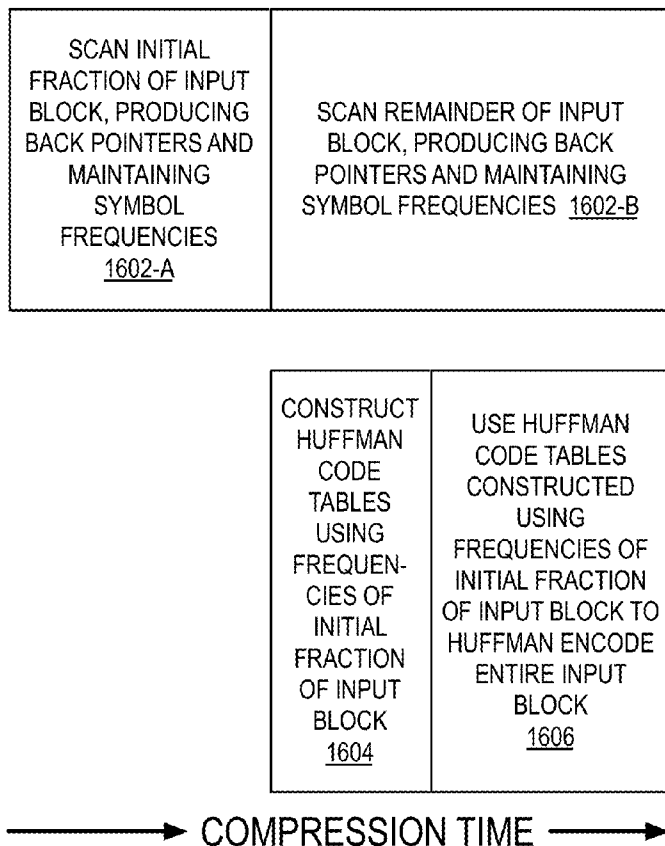 SCAN INITIAL
FRACTION OF INPUT
BLOCK, PRODUCING
BACK POINTERS AND
MAINTAINING
SYMBOL
FREQUENCIES
1602-A
SCAN REMAINDER OF INPUT
BLOCK, PRODUCING BACK
POINTERS AND MAINTAINING
SYMBOL FREQUENCIES 1602-B
CONSTRUCT
HUFFMAN
CODE
TABLES
USING
FREQUEN-
CIES OF
INITIAL
FRACTION
OF INPUT
BLOCK
1604
USE HUFFMAN
CODE TABLES
CONSTRUCTED
USING
FREQUENCIES OF
INITIAL FRACTION
OF INPUT BLOCK TO
HUFFMAN ENCODE
ENTIRE INPUT
BLOCK
1606
COMPRESSION TIME